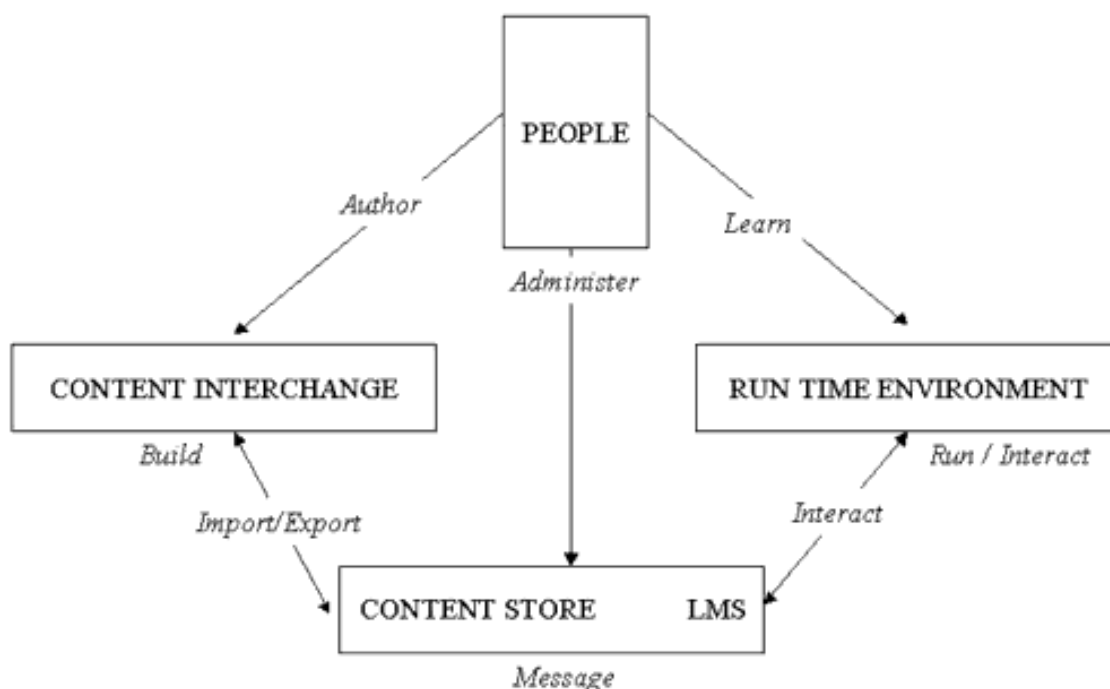 PEOPLE
Author
Learn
Administer
CONTENT INTERCHANGE
RUN TIME ENVIRONMENT
Build
Run / Interact
Import/Export
Interact
CONTENT STORE LMS
Message